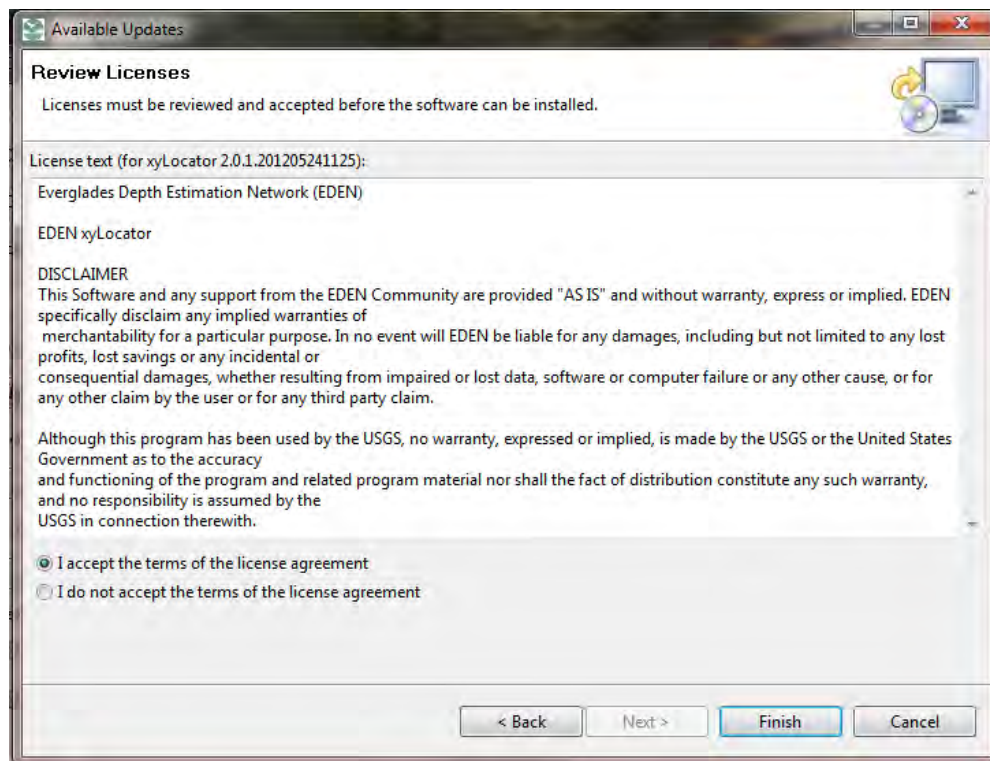 Available Updates
Review Licenses
Licenses must be reviewed and accepted before the software can be installed.
License text (for xyLocator 2.0.1.201205241125):
Everglades Depth Estimation Network (EDEN)
EDEN xyLocator
DISCLAIMER
This Software and any support from the EDEN Community are provided "AS IS" and without warranty, express or implied. EDEN
specifically disclaim any implied warranties of
merchantability for a particular purpose. In no event will EDEN be liable for any damages, including but not limited to any lost
profits, lost savings or any incidental or
consequential damages, whether resulting from impaired or lost data, software or computer failure or any other cause, or for
any other claim by the user or for any third party claim.
Although this program has been used by the USGS, no warranty, expressed or implied, is made by the USGS or the United States
Government as to the accuracy
and functioning of the program and related program material nor shall the fact of distribution constitute any such warranty,
and no responsibility is assumed by the
USGS in connection therewith.
I accept the terms of the license agreement
I do not accept the terms of the license agreement
< Back Next > Finish Cancel